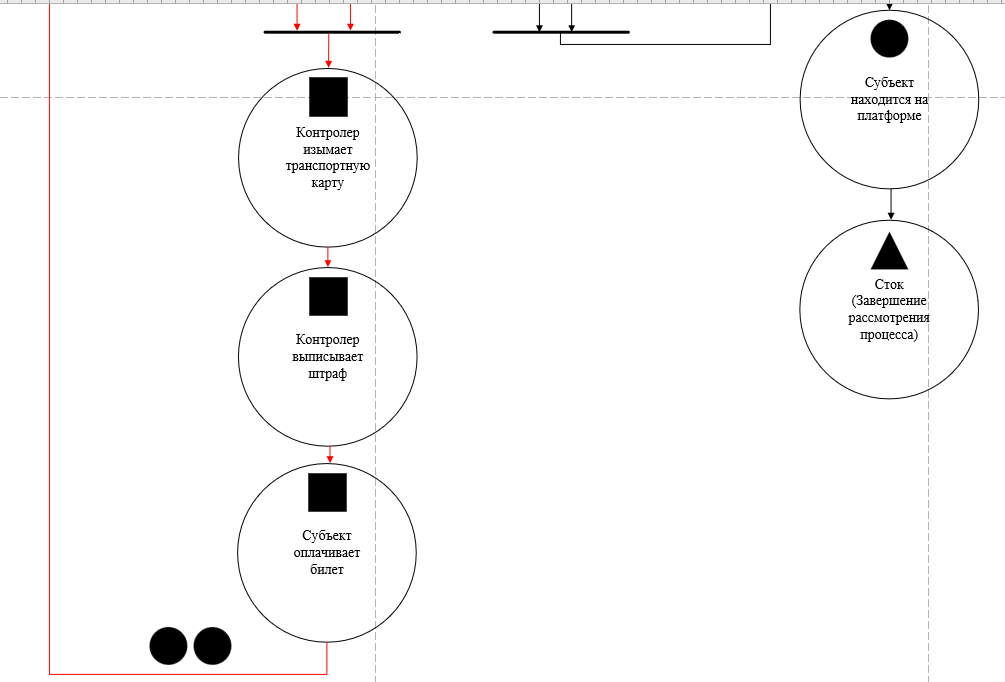 Субъект
находится на
платформе
Контролер
изымает
транспортную
карту
Сток
(Завершение
рассмотрения
процесса)
Контролер
выписывает
штраф
Субъект
оплачивает
билет